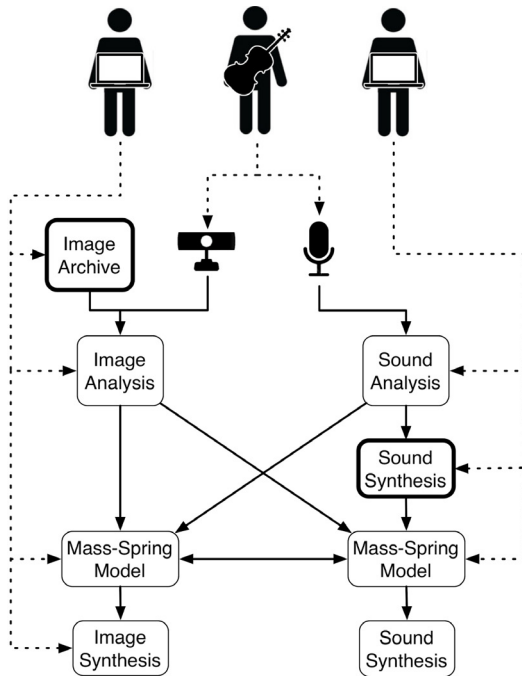 Image
Archive
Image
Analysis
Sound
Analysis
Sound
Synthesis
Mass-Spring
Model
Mass-Spring
Model
Image
Synthesis
Sound
Synthesis